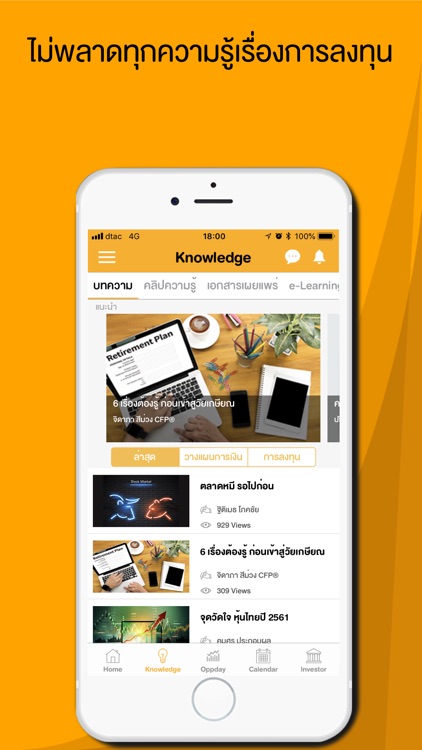 ไม่พลาดทุกความรู้เรื่องการลงทุน
dtac 4G 18:00 100%
Knowledge
บทความ คลิปความรู้ เอกสารเผยแพร่ e-Learning
แนะนำ
Retirement Plan
6 เรื่องต้องรู้ ก่อนเข้าสู่วัยเกษียณ
จิดาภา สีม่วง CFP®
ล่าสุด วางแผนการเงิน การลงทุน
Stock Market
ตลาดหมี รอไปก่อน
ฐิติเมธ โภคชัย
929 Views
Retirement Plan
6 เรื่องต้องรู้ ก่อนเข้าสู่วัยเกษียณ
จิดาภา สีม่วง CFP®
309 Views
จุดวัดใจ หุ้นไทยปี 2561
คมศร ประกอบผล
Home Knowledge Oppday Calendar Investor